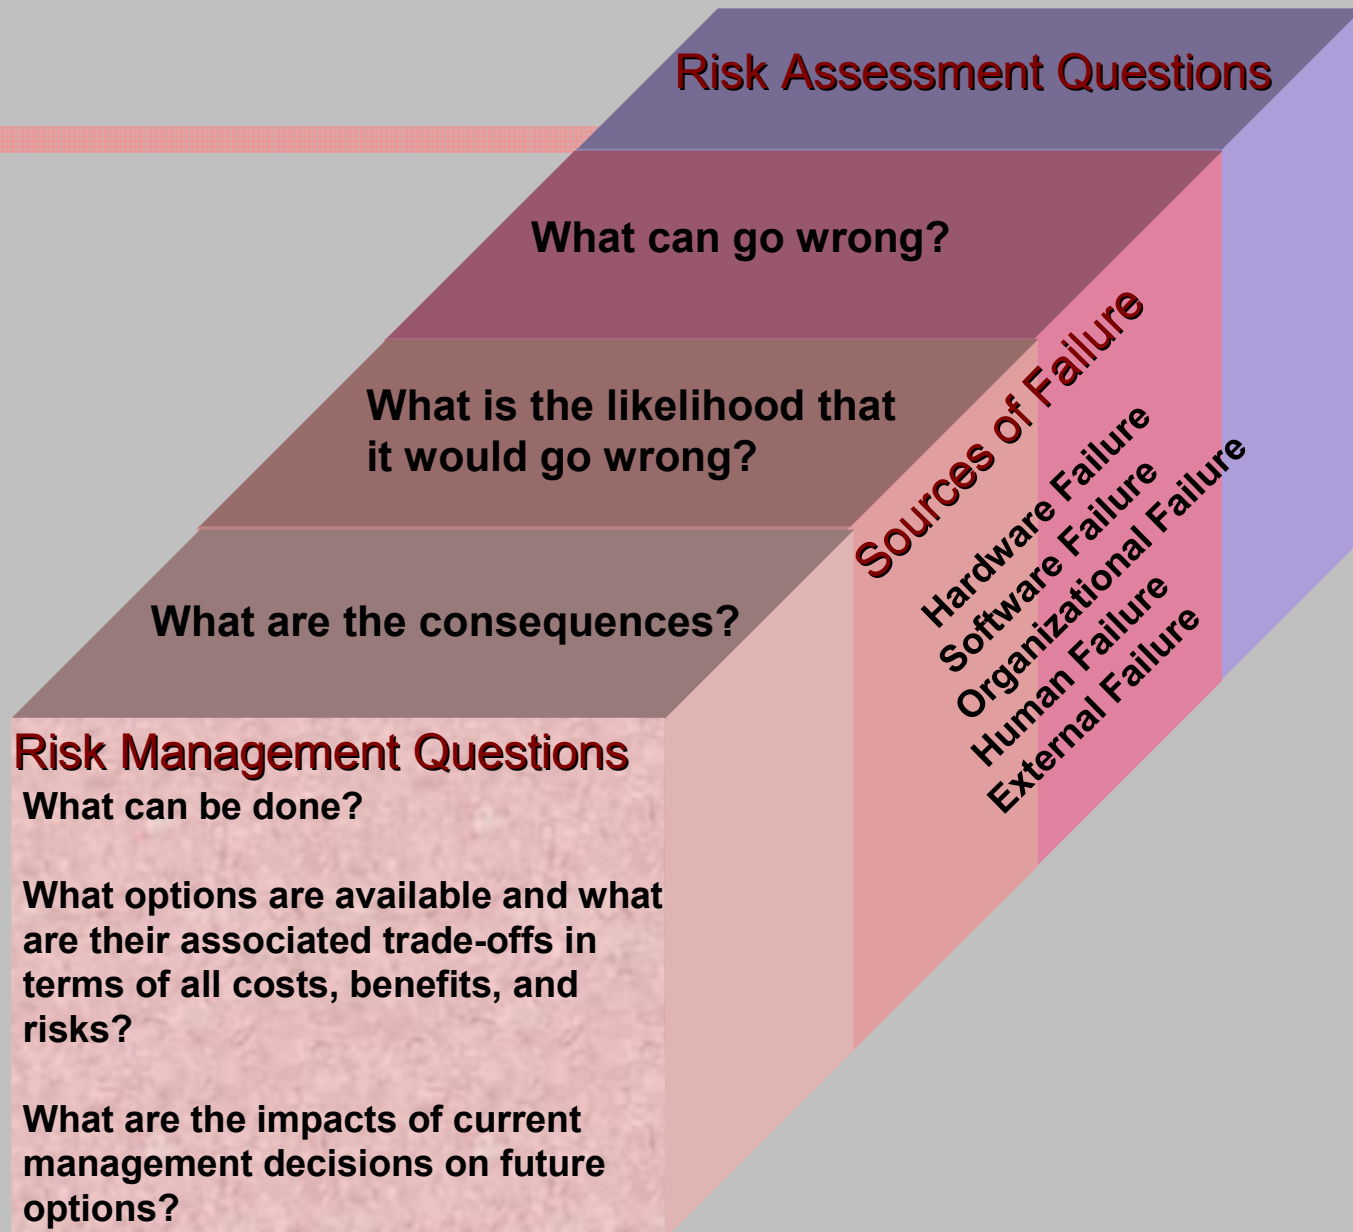 Risk Assessment Questions
What can go wrong?
What is the likelihood that
it would go wrong?
What are the consequences?
Sources of Failure
Hardware Failure
Software Failure
Organizational Failure
Human Failure
External Failure
Risk Management Questions
What can be done?
What options are available and what
are their associated trade-offs in
terms of all costs, benefits, and
risks?
What are the impacts of current
management decisions on future
options?